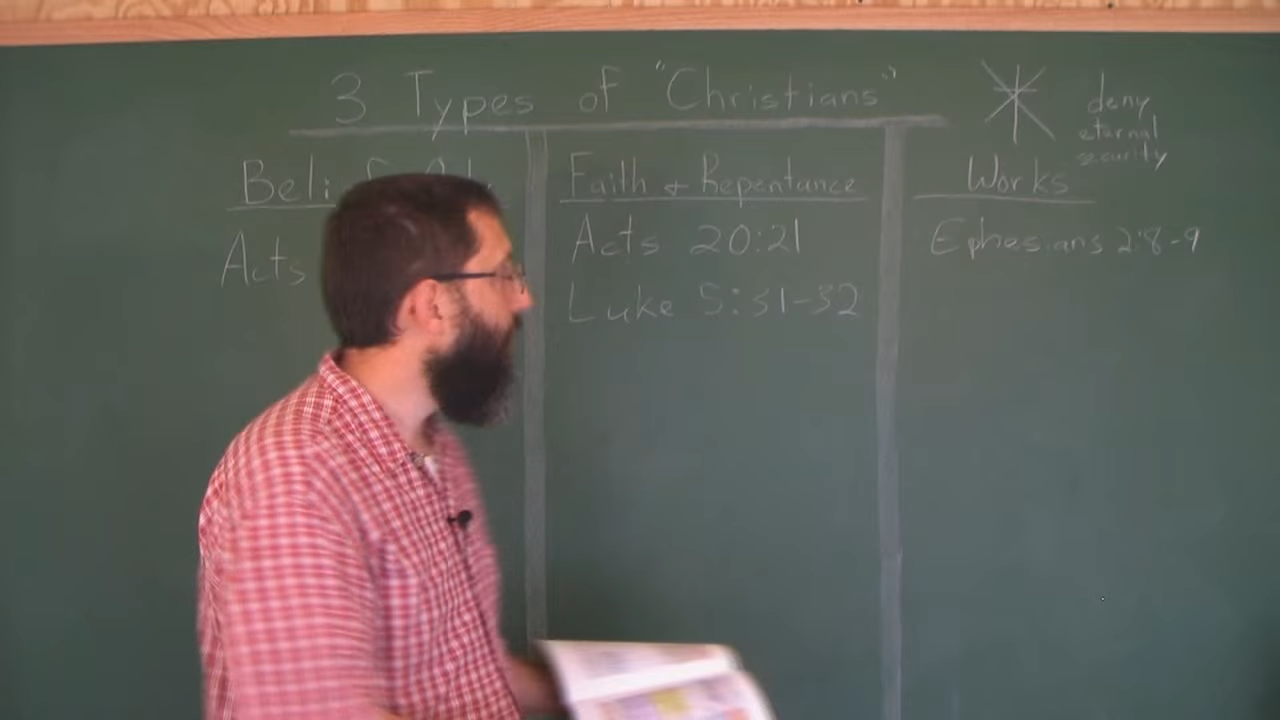 3 Types of "Christians"
deny
eternal
security
Faith & Repentance
Works
Acts
Acts 20:21
Ephesians 2:8-9
Luke 5:31-32